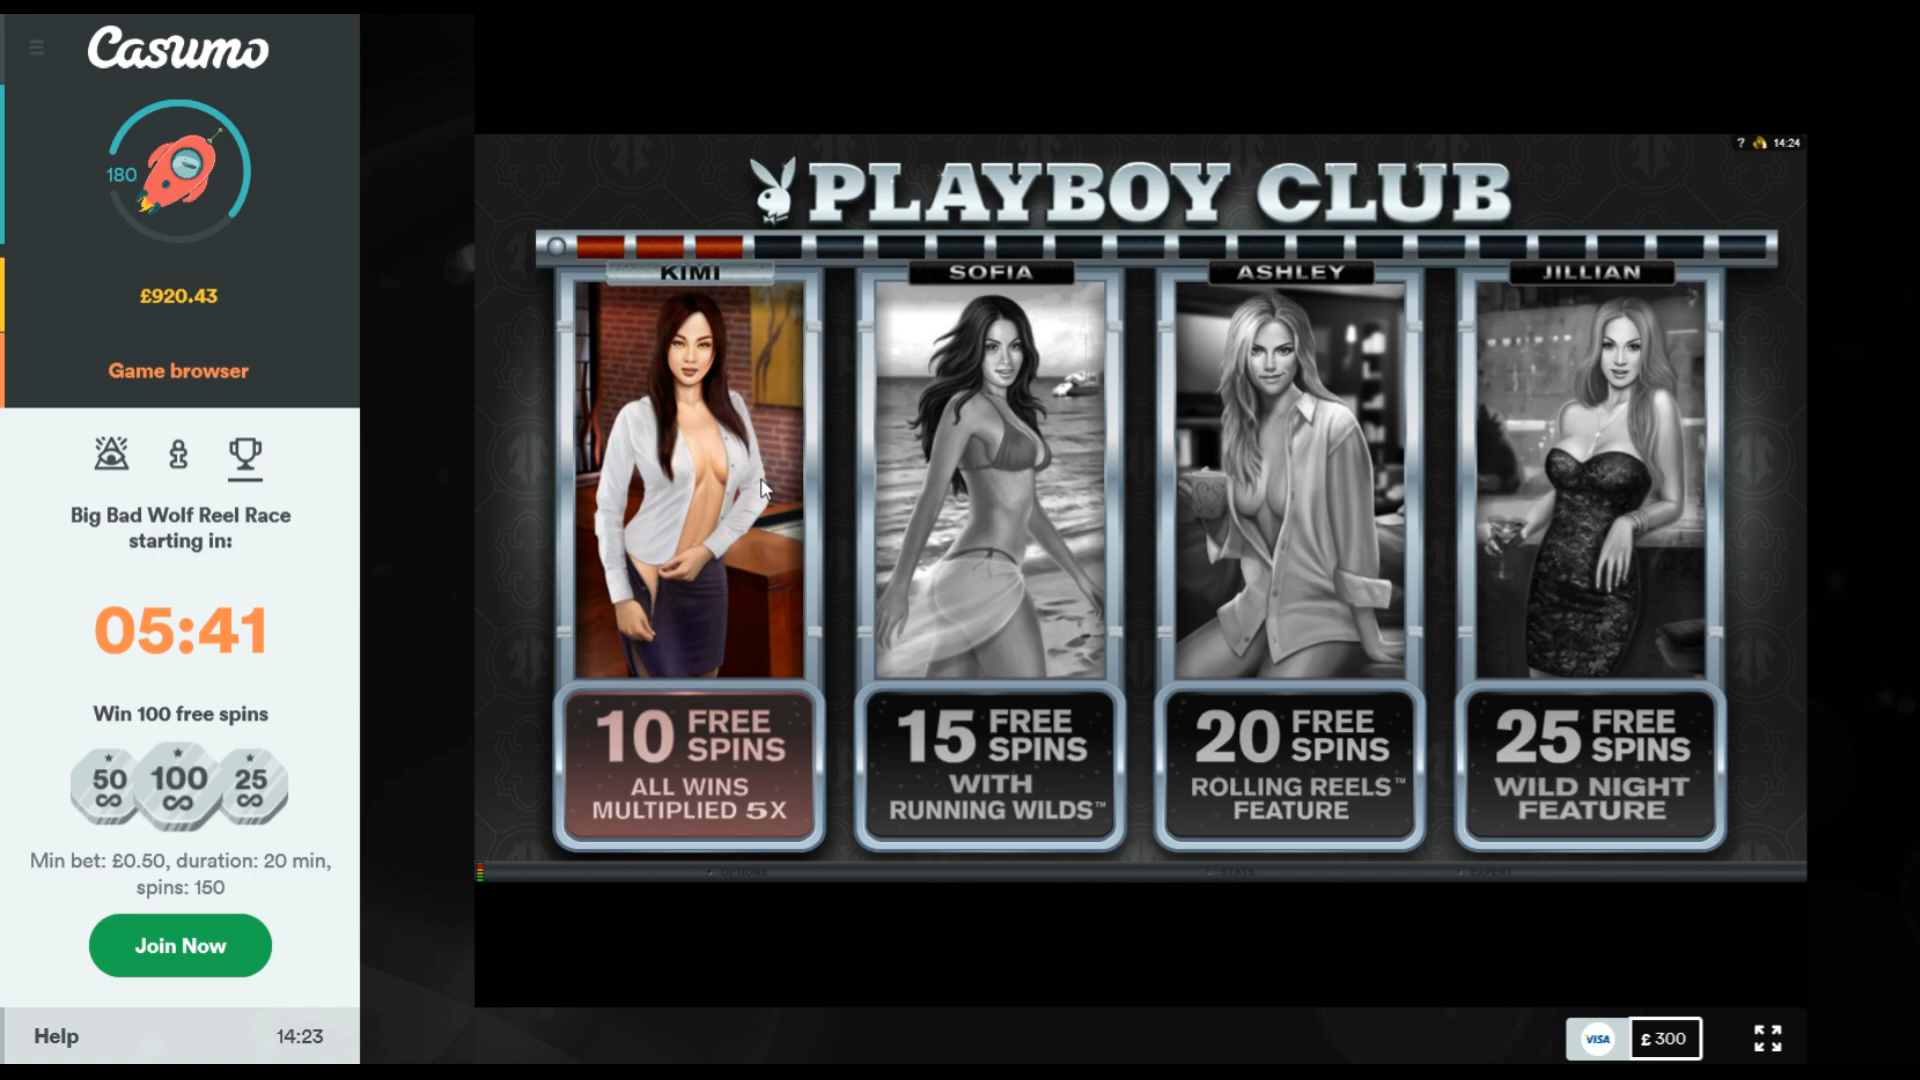 Casumo
180
£920.43
Game browser
Big Bad Wolf Reel Race
starting in:
05:41
Win 100 free spins
50
100
25
Min bet: £0.50, duration: 20 min,
spins: 150
Join Now
Help
14:23
? 14:24
PLAYBOY CLUB
KIMI
SOFIA
ASHLEY
JILLIAN
10 FREE SPINS
ALL WINS
MULTIPLIED 5X
15 FREE SPINS
WITH
RUNNING WILDS™
20 FREE SPINS
ROLLING REELS™
FEATURE
25 FREE SPINS
WILD NIGHT
FEATURE
OPTIONS
STATS
EXPERT
VISA
£ 300